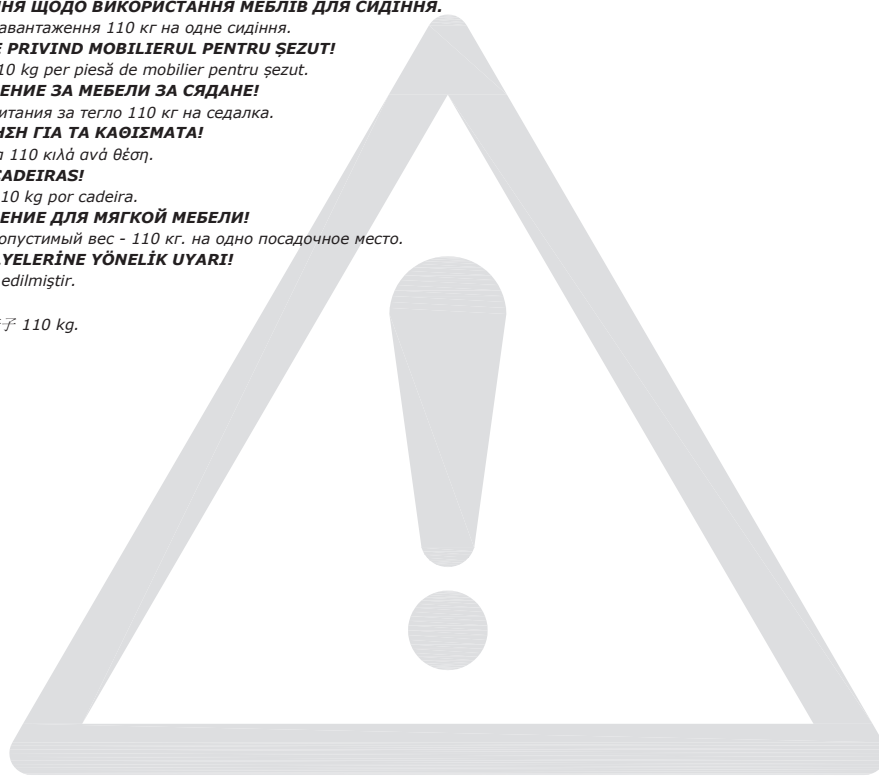 НЯ ЩОДО ВИКОРИСТАННЯ МЕБЛІВ ДЛЯ СИДІННЯ.
авантаження 110 кг на одне сидіння.
E PRIVIND MOBILIERUL PENTRU ȘEZUT!
10 kg per piesă de mobilier pentru șezut.
ЕНИЕ ЗА МЕБЕЛИ ЗА СЯДАНЕ!
итания за тегло 110 кг на седалка.
ΗΣΗ ΓΙΑ ΤΑ ΚΑΘΙΣΜΑΤΑ!
110 κιλά ανά θέση.
CADEIRAS!
10 kg por cadeira.
ЕНИЕ ДЛЯ МЯГКОЙ МЕБЕЛИ!
опустимый вес - 110 кг. на одно посадочное место.
YELERİNE YÖNELİK UYARI!
edilmiştir.
子 110 kg.